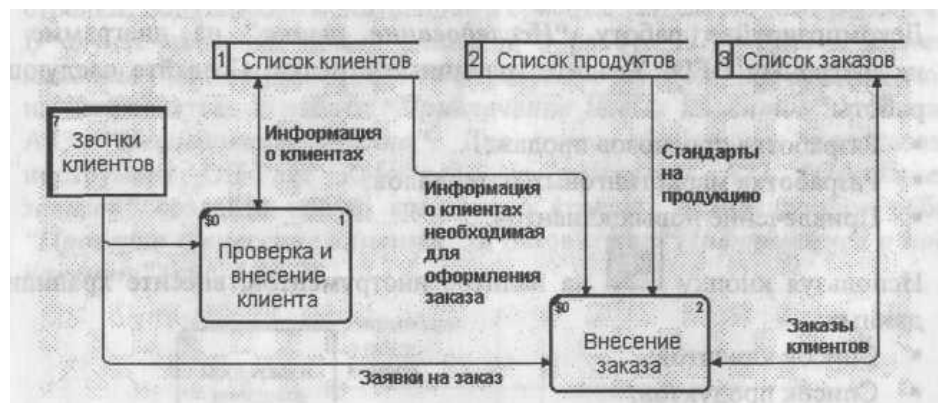 1 Список клиентов
2 Список продуктов
3 Список заказов
7
Звонки
клиентов
Информация
о клиентах
Информация
о клиентах
необходимая
для
оформления
заказа
Стандарты
на
продукцию
$0 1
Проверка и
внесение
клиента
$0 2
Внесение
заказа
Заказы
клиентов
Заявки на заказ